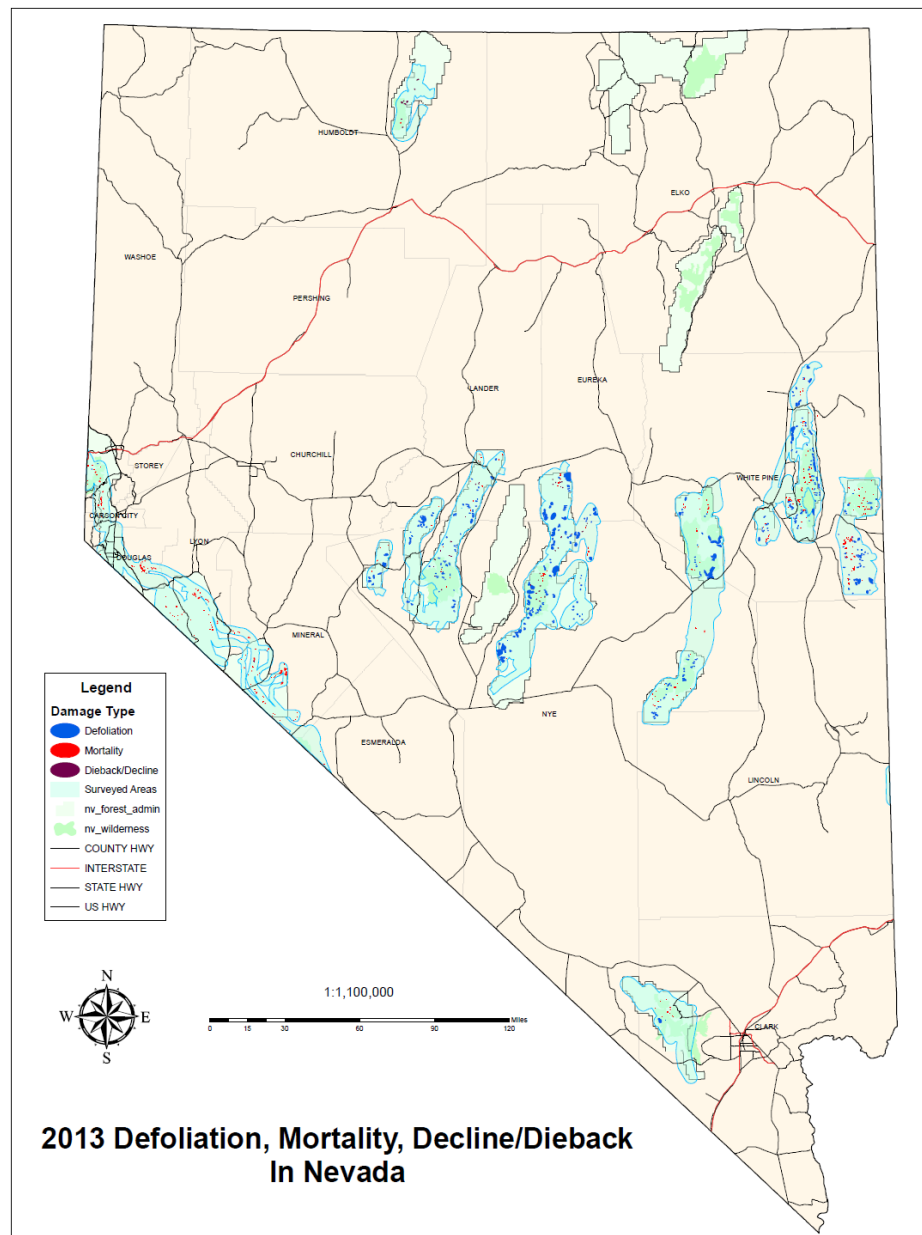 HUMBOLDT
ELKO
WASHOE
PERSHING
LANDER
EUREKA
CHURCHILL
STOREY
WHITE PINE
CARSON CITY
LYON
DOUGLAS
MINERAL
NYE
ESMERALDA
LINCOLN
CLARK
Legend
Damage Type
Defoliation
Mortality
Dieback/Decline
Surveyed Areas
nv_forest_admin
nv_wilderness
COUNTY HWY
INTERSTATE
STATE HWY
US HWY
N
W E
S
1:1,100,000
0 15 30 60 90 120 Miles
2013 Defoliation, Mortality, Decline/Dieback
In Nevada